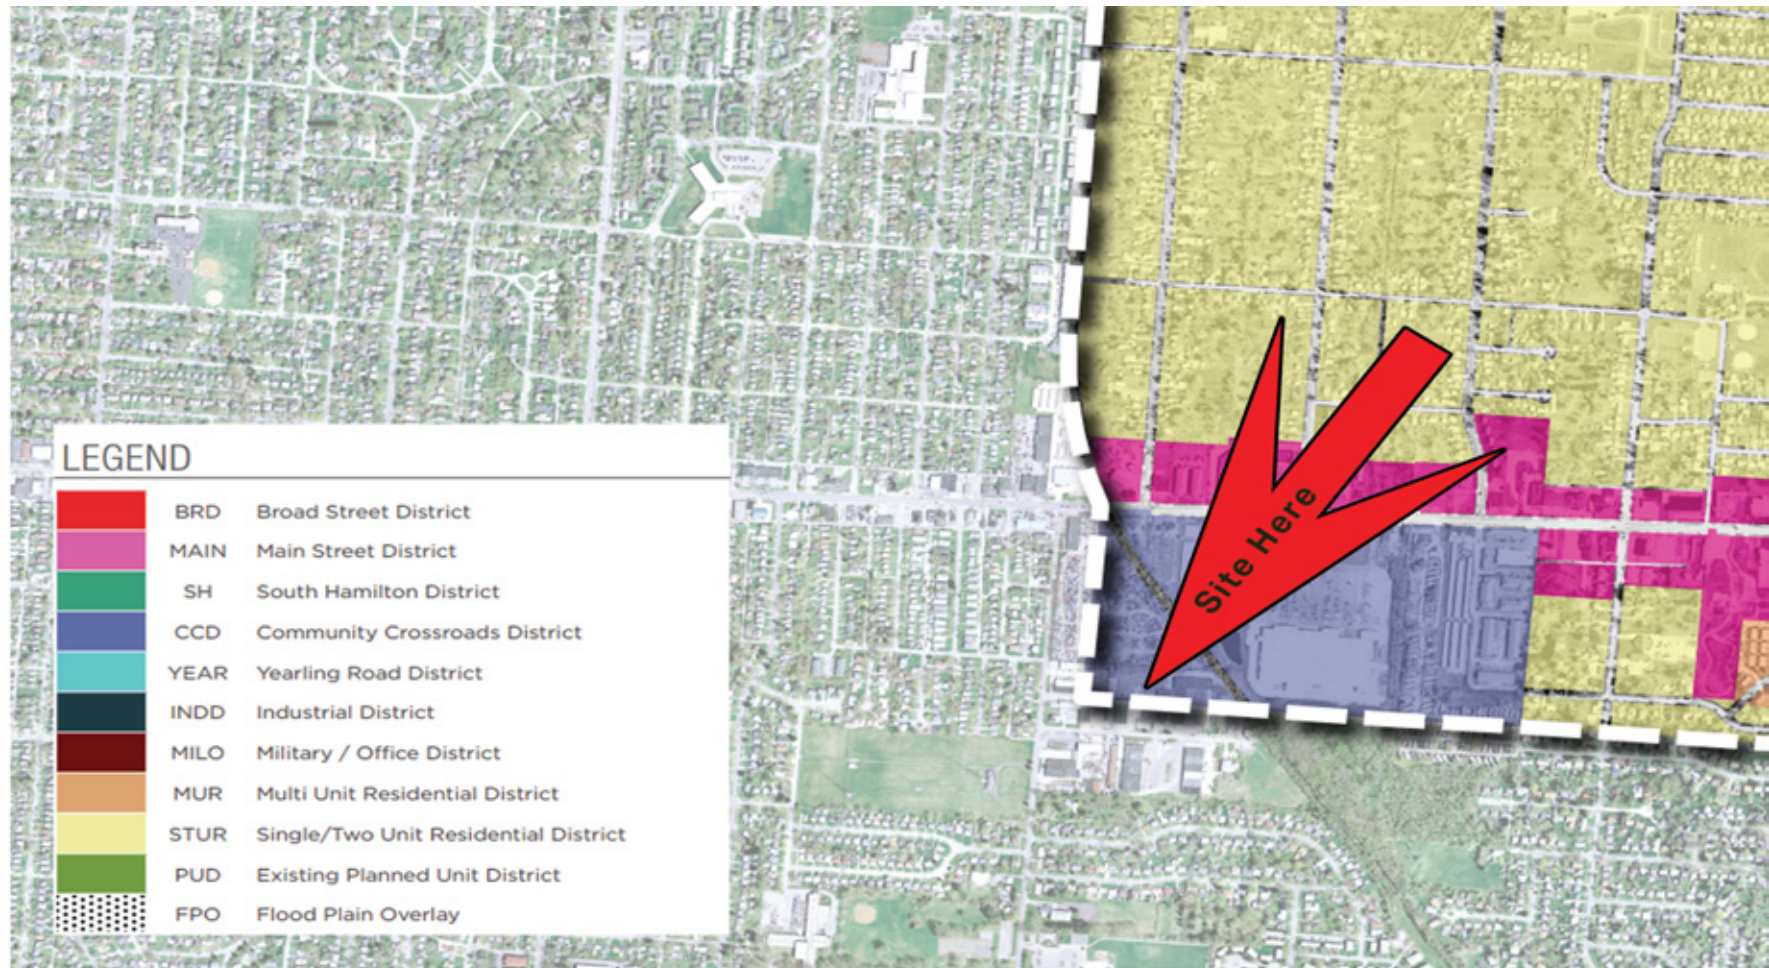 LEGEND
BRD Broad Street District
MAIN Main Street District
SH South Hamilton District
CCD Community Crossroads District
YEAR Yearling Road District
INDD Industrial District
MILO Military / Office District
MUR Multi Unit Residential District
STUR Single/Two Unit Residential District
PUD Existing Planned Unit District
FPO Flood Plain Overlay
Site Here